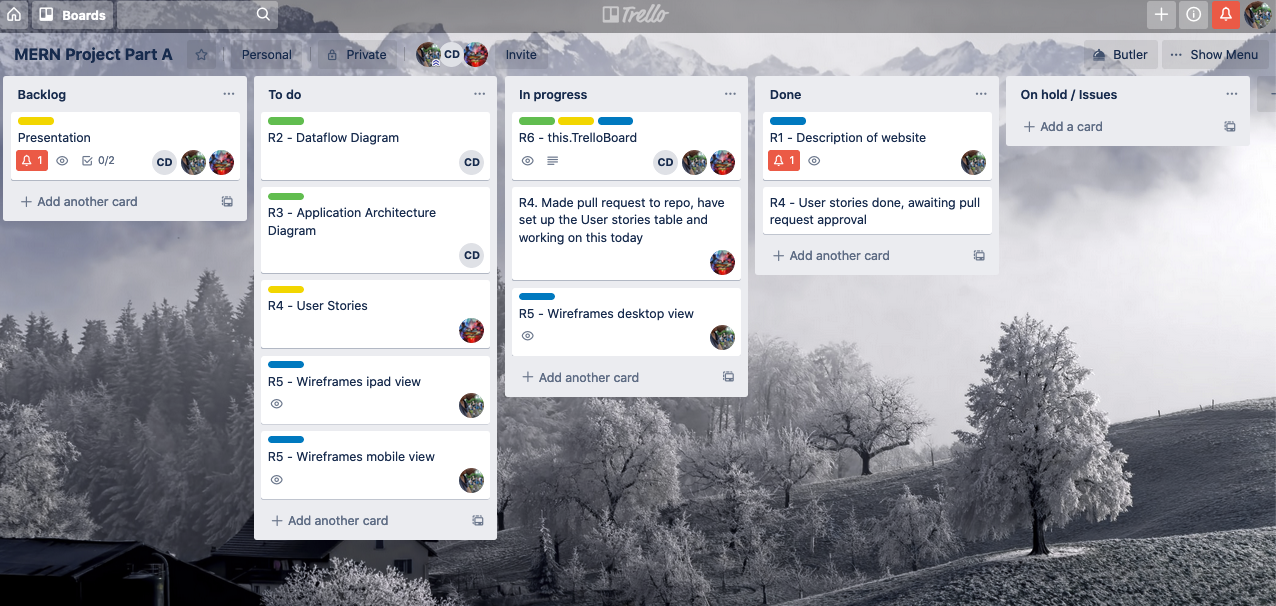 Boards
Trello
MERN Project Part A
Personal
Private
CD
Invite
Butler
Show Menu
Backlog
Presentation
1
0/2
CD
Add another card
To do
R2 - Dataflow Diagram
CD
R3 - Application Architecture
Diagram
CD
R4 - User Stories
R5 - Wireframes ipad view
R5 - Wireframes mobile view
Add another card
In progress
R6 - this.TrelloBoard
CD
R4. Made pull request to repo, have
set up the User stories table and
working on this today
R5 - Wireframes desktop view
Add another card
Done
R1 - Description of website
1
R4 - User stories done, awaiting pull
request approval
Add another card
On hold / Issues
Add a card